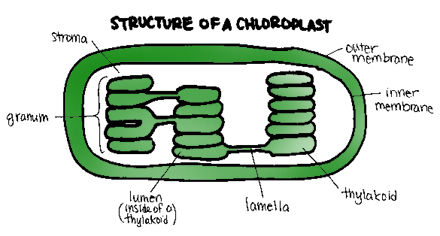 STRUCTURE OF A CHLOROPLAST
stroma
outer
membrane
inner
membrane
granum
lumen
(inside of a)
thylakoid
lamella
thylakoid